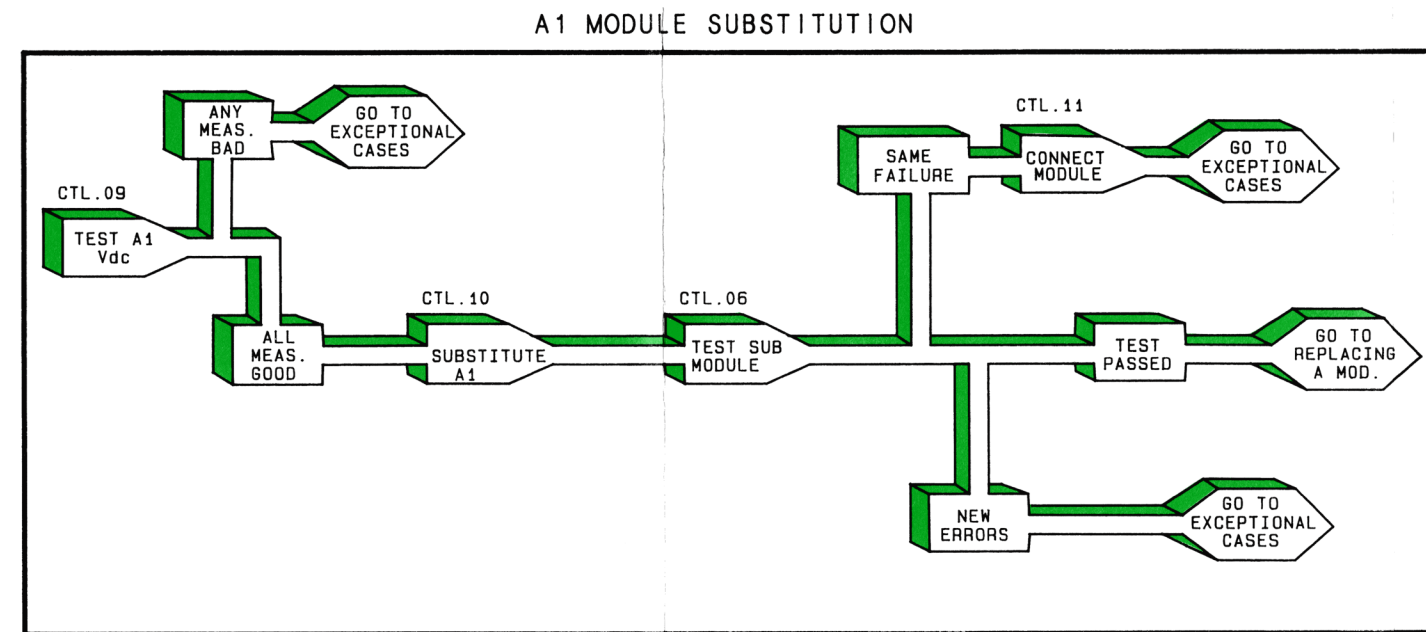 A1 MODULE SUBSTITUTION
ANY
MEAS.
BAD
GO TO
EXCEPTIONAL
CASES
CTL.09
TEST A1
Vdc
ALL
MEAS.
GOOD
CTL.10
SUBSTITUTE
A1
CTL.06
TEST SUB
MODULE
SAME
FAILURE
CTL.11
CONNECT
MODULE
GO TO
EXCEPTIONAL
CASES
TEST
PASSED
GO TO
REPLACING
A MOD.
NEW
ERRORS
GO TO
EXCEPTIONAL
CASES